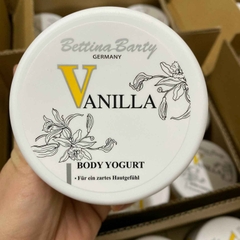 Bettina Barty
GERMANY
VANILLA
BODY YOGURT
• Für ein zartes Hautgefühl